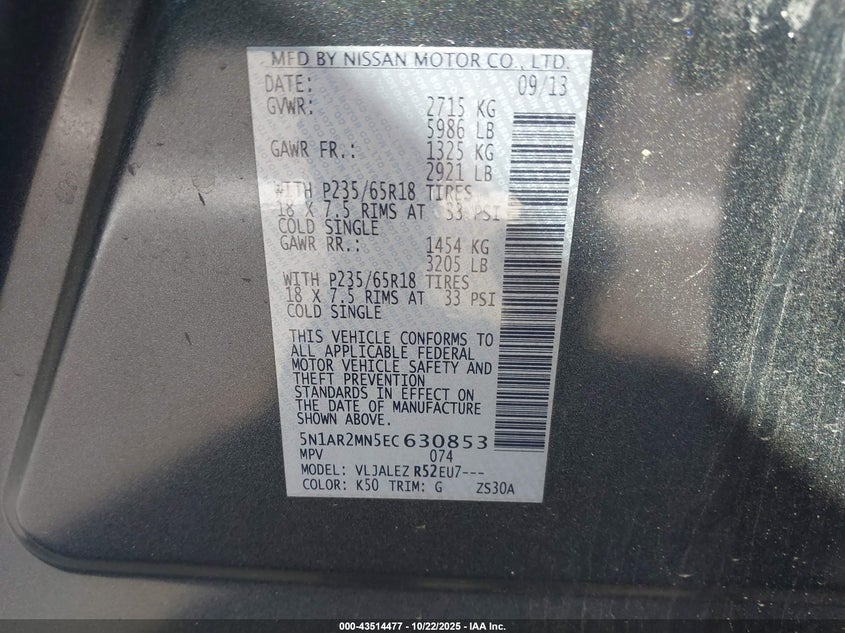 MFD BY NISSAN MOTOR CO., LTD.
DATE: 09/13
GVWR: 2715 KG
5986 LB
GAWR FR.: 1325 KG
2921 LB
WITH P235/65R18 TIRES
18 X 7.5 RIMS AT 33 PSI
COLD SINGLE
GAWR RR.: 1454 KG
3205 LB
WITH P235/65R18 TIRES
18 X 7.5 RIMS AT 33 PSI
COLD SINGLE
THIS VEHICLE CONFORMS TO
ALL APPLICABLE FEDERAL
MOTOR VEHICLE SAFETY AND
THEFT PREVENTION
STANDARDS IN EFFECT ON
THE DATE OF MANUFACTURE
SHOWN ABOVE.
5N1AR2MN5EC630853
MPV 074
MODEL: VLJALEZ R52EU7---
COLOR: K50 TRIM: G ZS30A
000-43514477 - 10/22/2025 - IAA Inc.